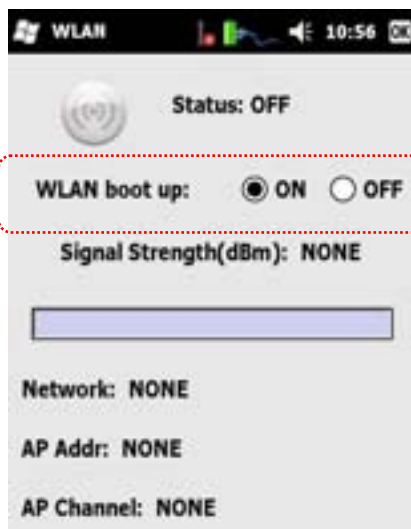 WLAN 10:56 OK
Status: OFF
WLAN boot up: ON OFF
Signal Strength(dBm): NONE
Network: NONE
AP Addr: NONE
AP Channel: NONE